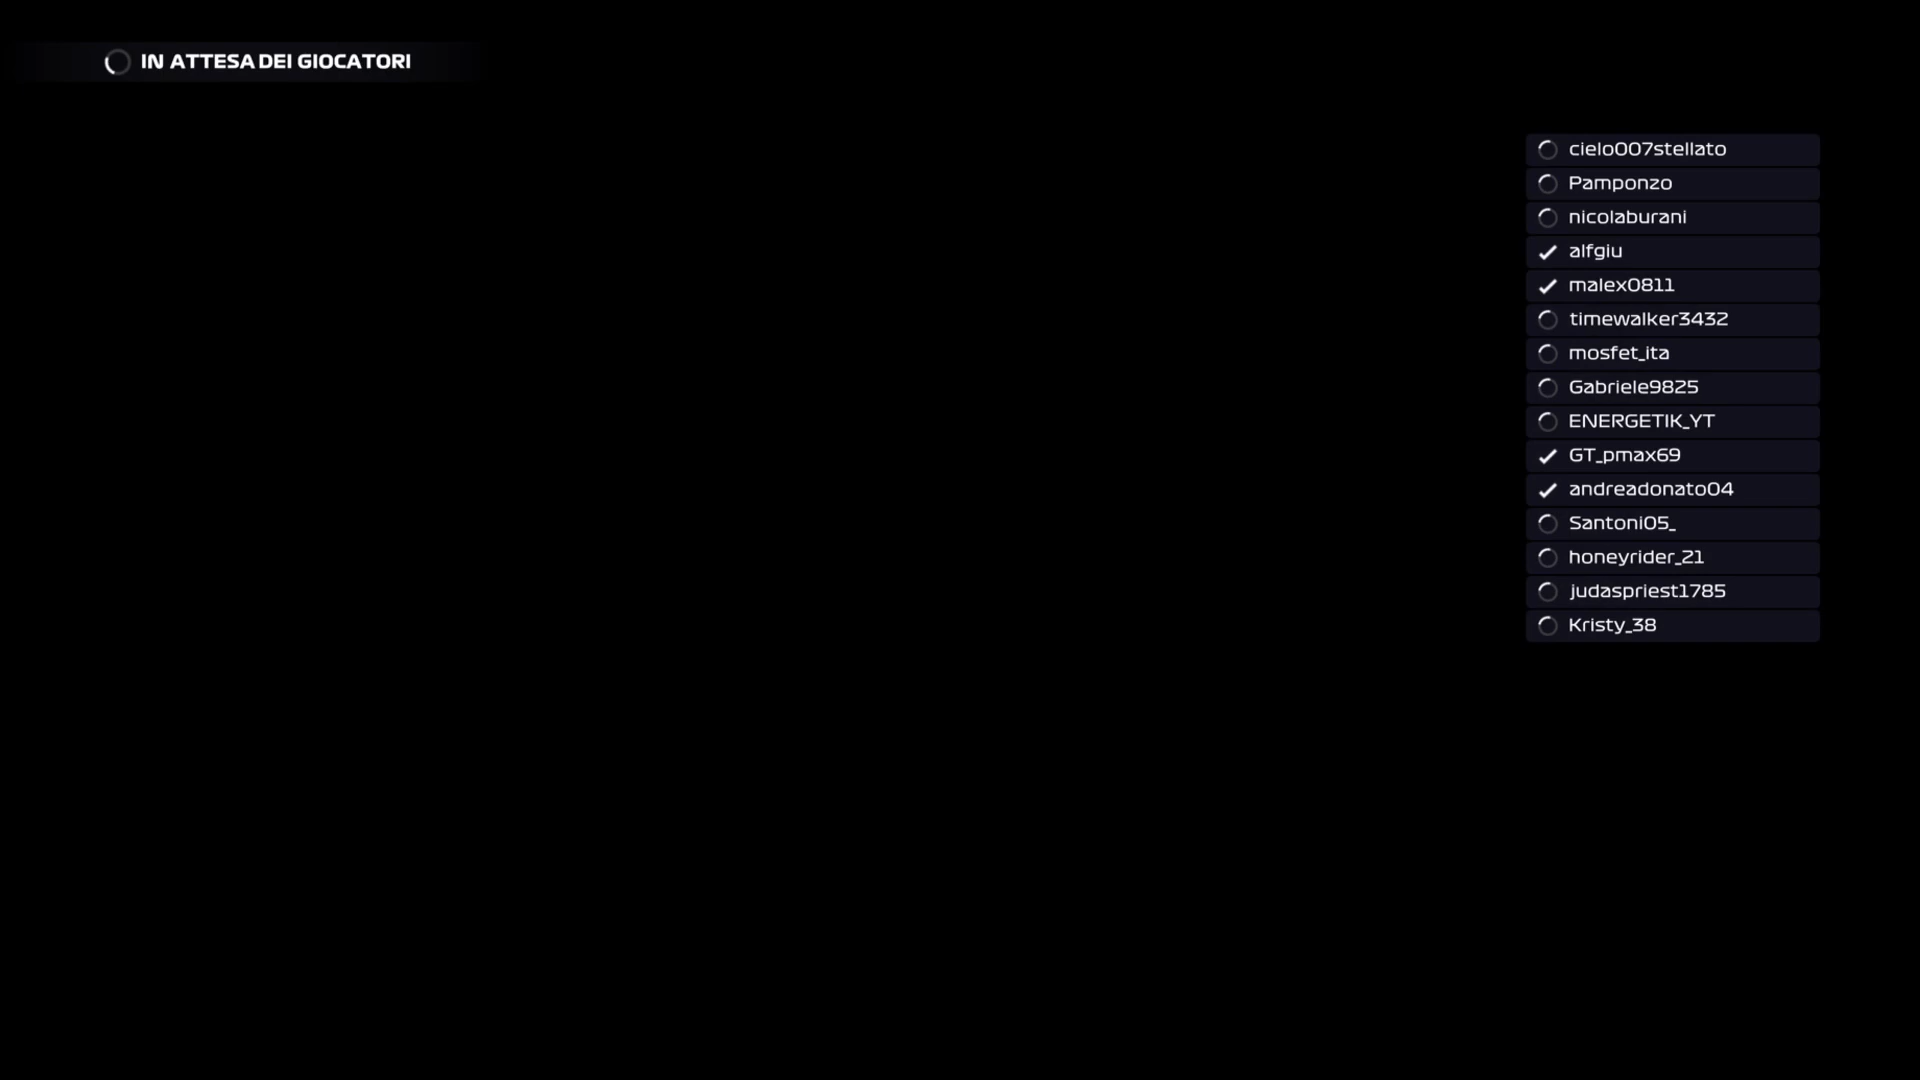 IN ATTESA DEI GIOCATORI
cielo007stellato
Pamponzo
nicolaburani
alfgiu
malex0811
timewalker3432
mosfet_ita
Gabriele9825
ENERGETIK_YT
GT_pmax69
andreadonato04
Santoni05_
honeyrider_21
judaspriest1785
Kristy_38